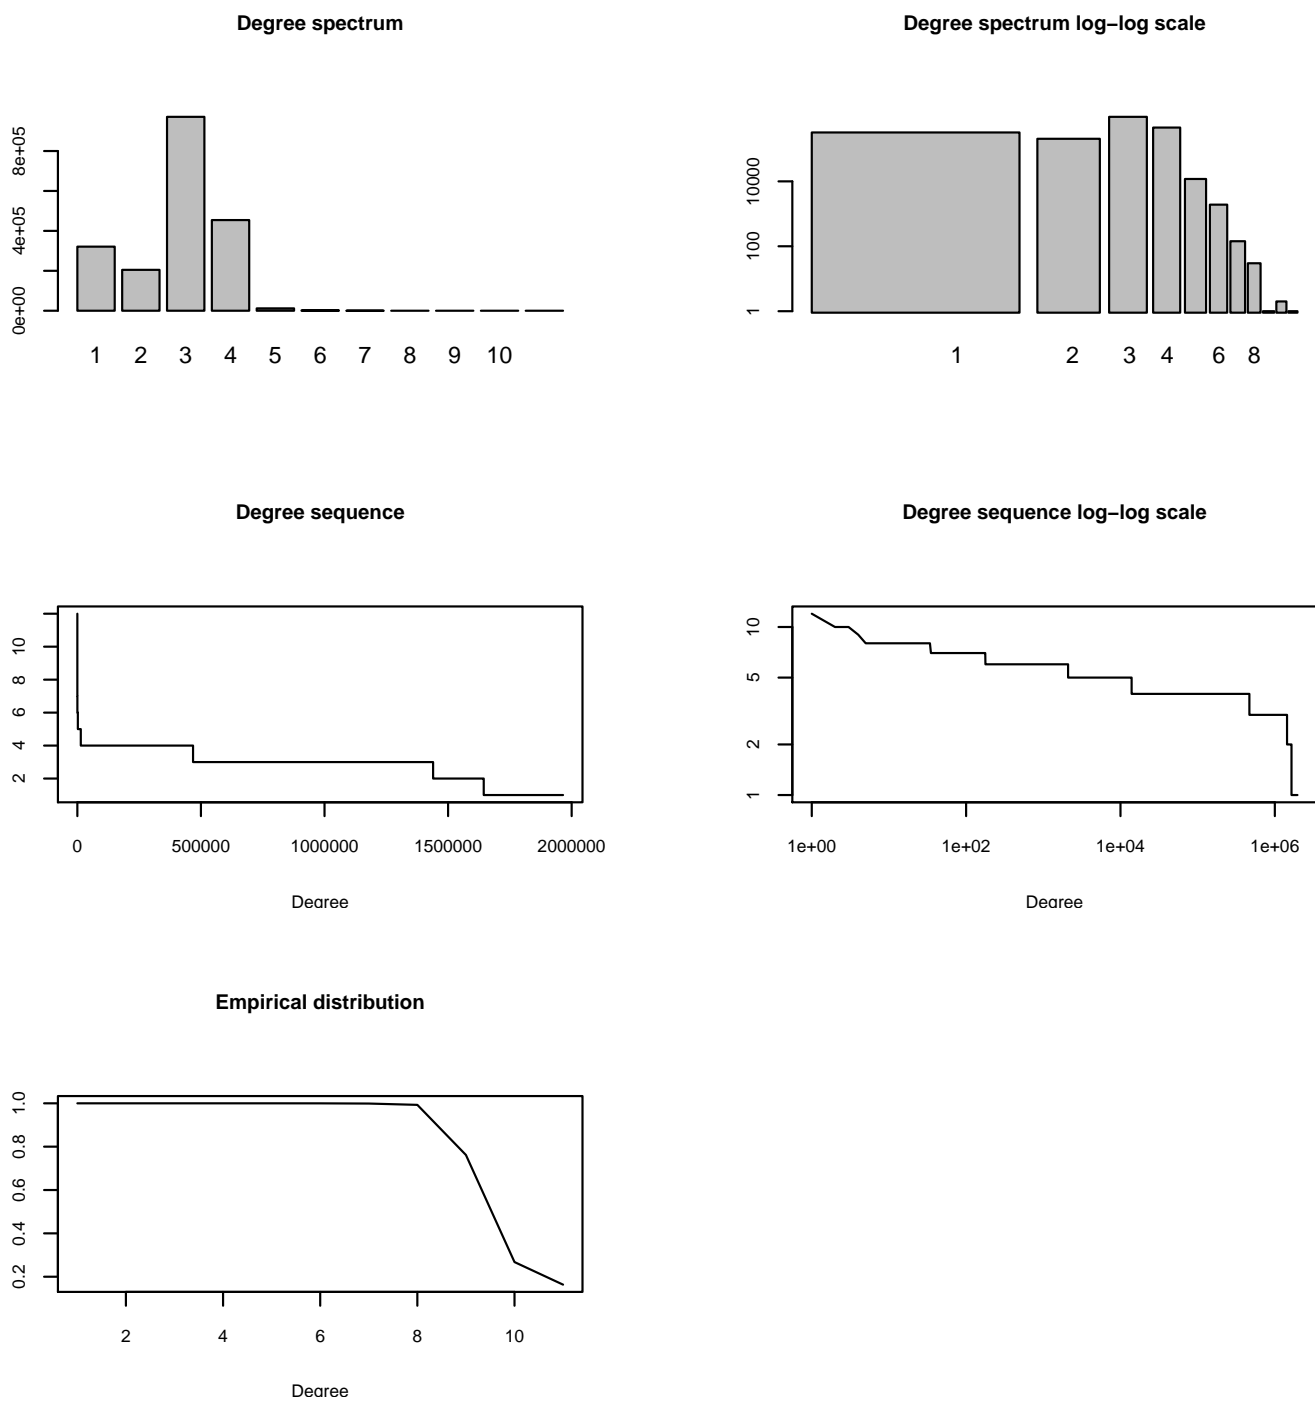 Degree spectrum
0e+00 4e+05 8e+05
1 2 3 4 5 6 7 8 9 10
Degree spectrum log–log scale
1 100 10000
1 2 3 4 6 8
Degree sequence
2 4 6 8 10
0 500000 1000000 1500000 2000000
Degree
Degree sequence log–log scale
1 2 5 10
1e+00 1e+02 1e+04 1e+06
Degree
Empirical distribution
0.2 0.4 0.6 0.8 1.0
2 4 6 8 10
Degree